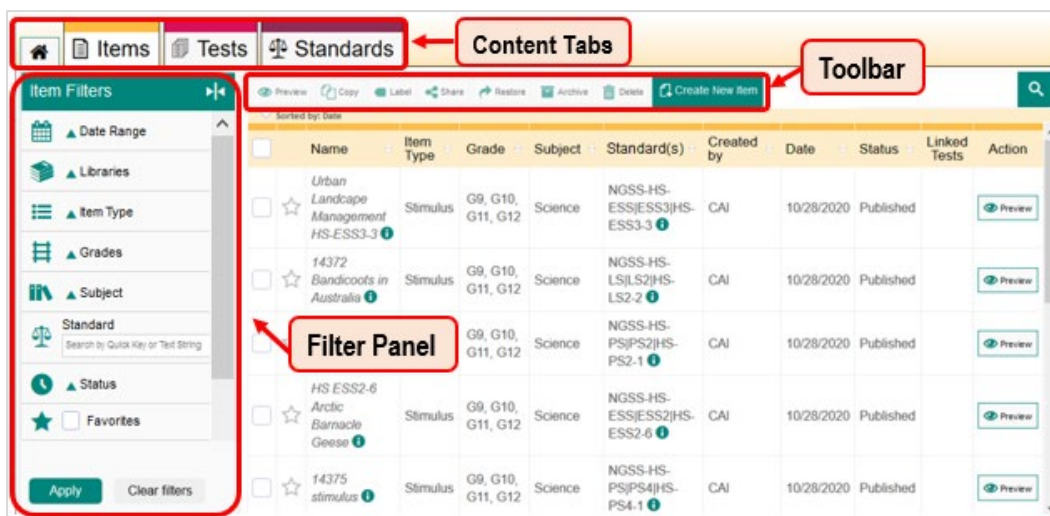 Items
Tests
Standards
Content Tabs
Toolbar
Item Filters
Preview Copy Label Share Restore Archive Delete Create New Item
Sorted by: Date
Date Range
Libraries
Item Type
Grades
Subject
Standard
Search by Quick Key or Text String
Status
Favorites
Apply Clear filters
Filter Panel
Name Item Type Grade Subject Standard(s) Created by Date Status Linked Tests Action
Urban
Landcape
Management
HS-ESS3-3
Stimulus
G9, G10,
G11, G12
Science
NGSS-HS-
ESS|ESS3|HS-
ESS3-3
CAI
10/28/2020 Published
Preview
14372
Bandicoots in
Australia
Stimulus
G9, G10,
G11, G12
Science
NGSS-HS-
LS|LS2|HS-
LS2-2
CAI
10/28/2020 Published
Preview
G9, G10,
G11, G12
Science
NGSS-HS-
PS|PS2|HS-
PS2-1
CAI
10/28/2020 Published
Preview
HS ESS2-6
Arctic
Barnacle
Geese
Stimulus
G9, G10,
G11, G12
Science
NGSS-HS-
ESS|ESS2|HS-
ESS2-6
CAI
10/28/2020 Published
Preview
14375
stimulus
Stimulus
G9, G10,
G11, G12
Science
NGSS-HS-
PS|PS4|HS-
PS4-1
CAI
10/28/2020 Published
Preview